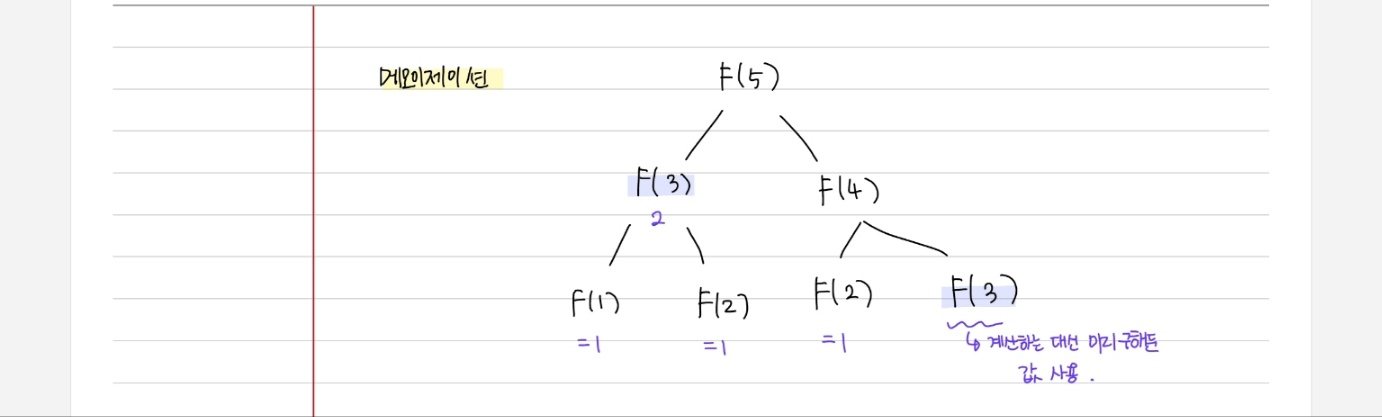 메모이제이션
F(5)
F(3) F(4)
2
F(1) F(2) F(2) F(3)
=1 =1 =1
↳ 계산하는 대신 미리 구해둔
값 사용.